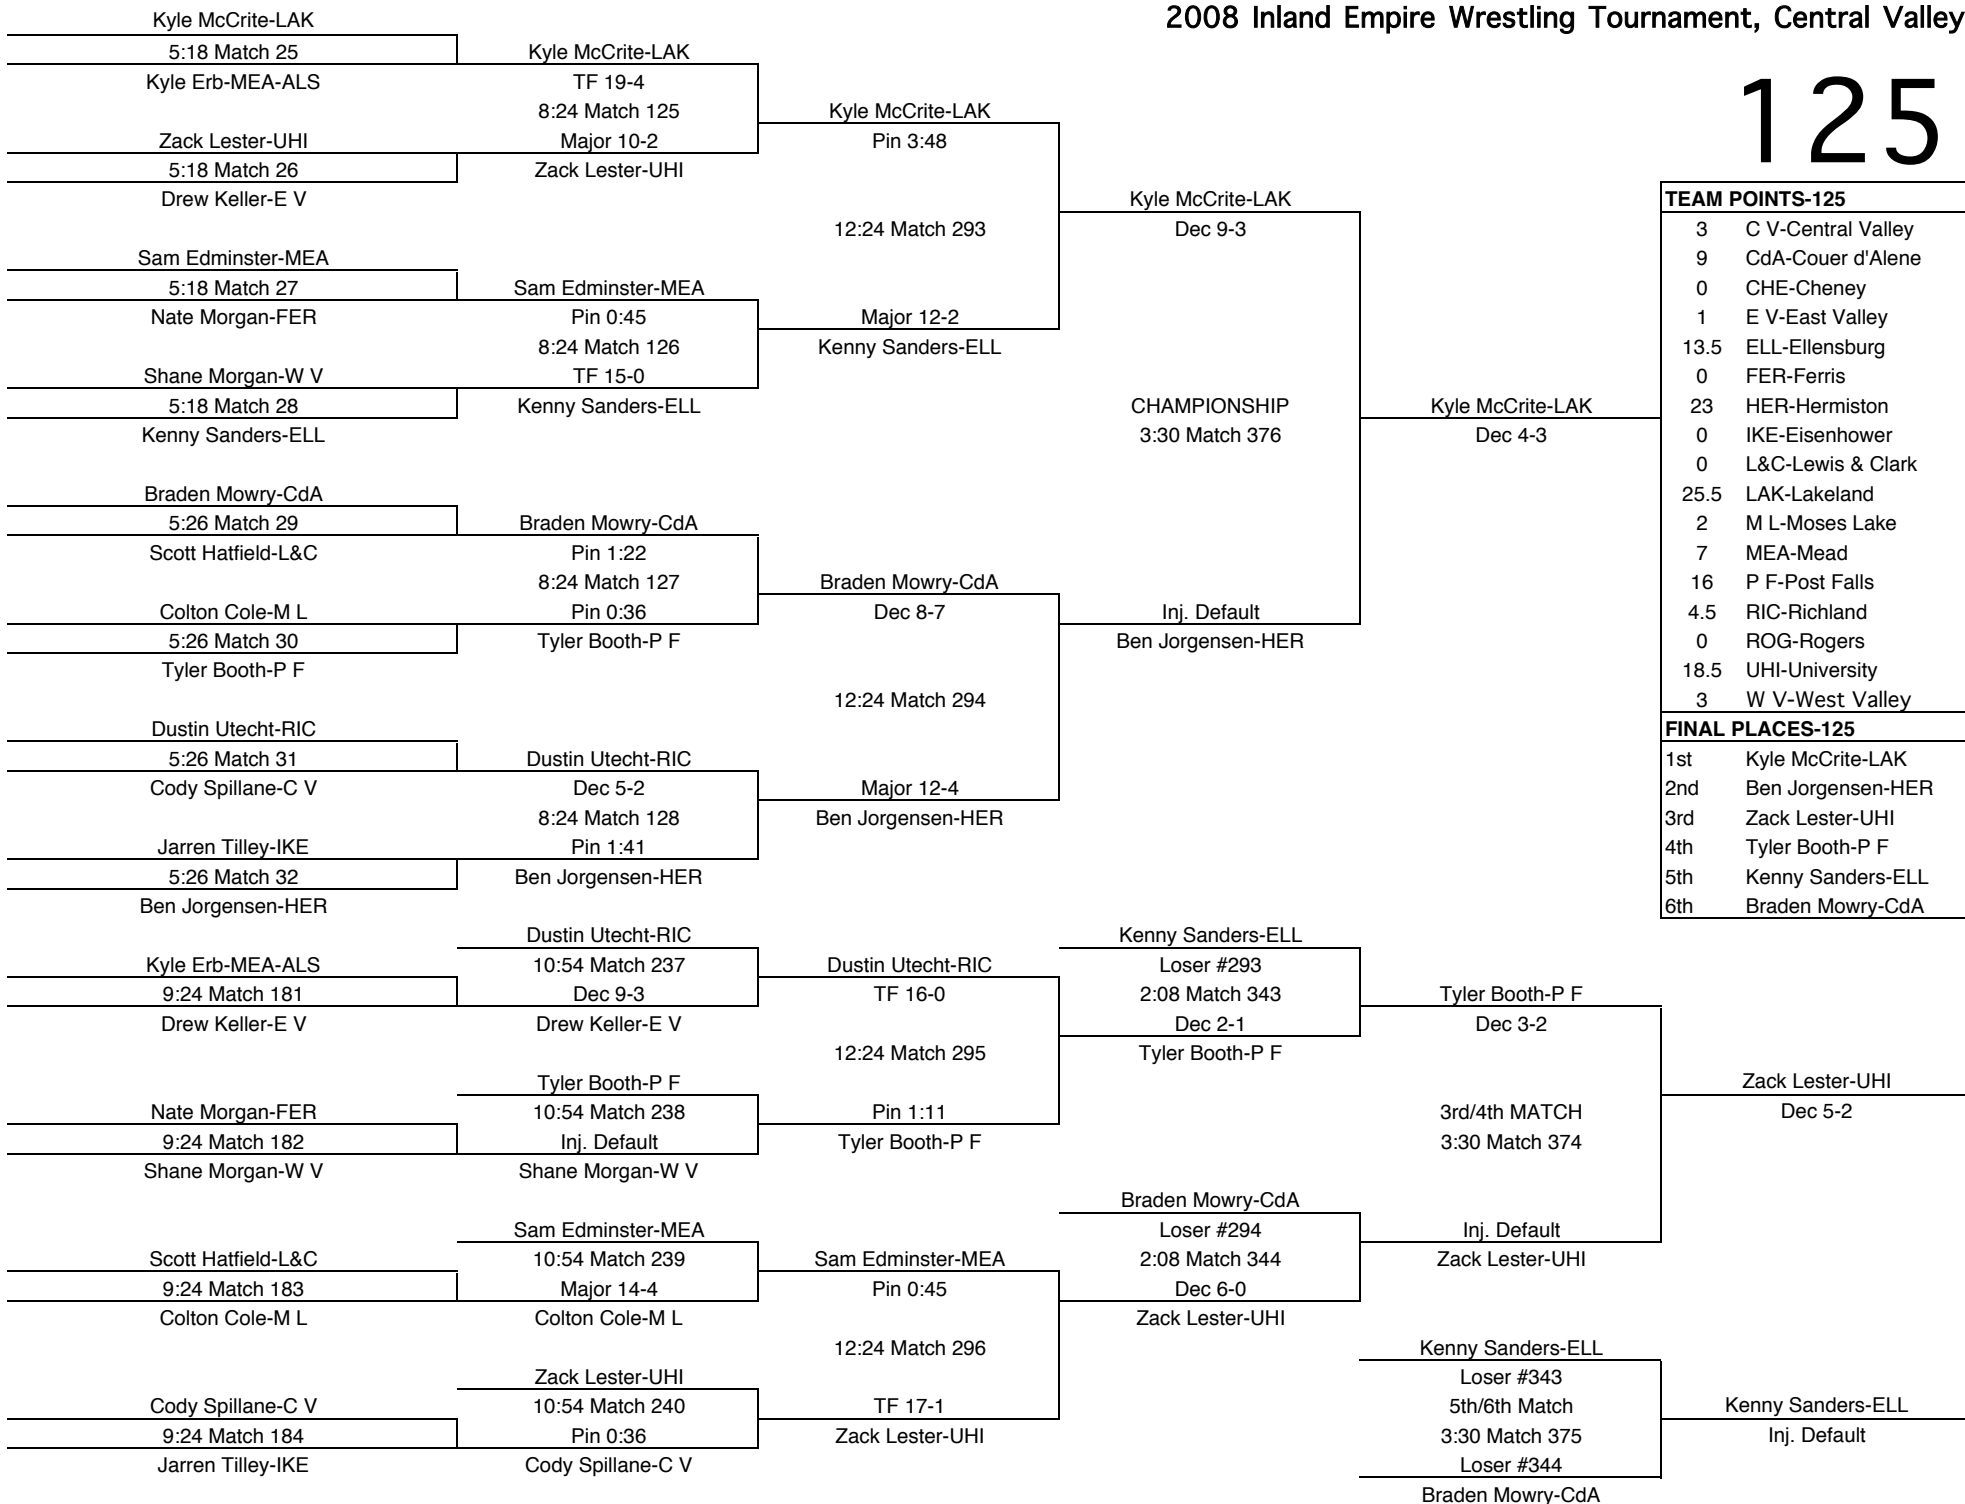 2008 Inland Empire Wrestling Tournament, Central Valley
125
Kyle McCrite-LAK
5:18 Match 25
Kyle Erb-MEA-ALS
Zack Lester-UHI
5:18 Match 26
Drew Keller-E V
Sam Edminster-MEA
5:18 Match 27
Nate Morgan-FER
Shane Morgan-W V
5:18 Match 28
Kenny Sanders-ELL
Braden Mowry-CdA
5:26 Match 29
Scott Hatfield-L&C
Colton Cole-M L
5:26 Match 30
Tyler Booth-P F
Dustin Utecht-RIC
5:26 Match 31
Cody Spillane-C V
Jarren Tilley-IKE
5:26 Match 32
Ben Jorgensen-HER
Kyle McCrite-LAK
TF 19-4
8:24 Match 125
Major 10-2
Zack Lester-UHI
Sam Edminster-MEA
Pin 0:45
8:24 Match 126
TF 15-0
Kenny Sanders-ELL
Braden Mowry-CdA
Pin 1:22
8:24 Match 127
Pin 0:36
Tyler Booth-P F
Dustin Utecht-RIC
Dec 5-2
8:24 Match 128
Pin 1:41
Ben Jorgensen-HER
Kyle McCrite-LAK
Pin 3:48
12:24 Match 293
Major 12-2
Kenny Sanders-ELL
Braden Mowry-CdA
Dec 8-7
12:24 Match 294
Major 12-4
Ben Jorgensen-HER
Kyle McCrite-LAK
Dec 9-3
CHAMPIONSHIP
3:30 Match 376
Inj. Default
Ben Jorgensen-HER
Kyle McCrite-LAK
Dec 4-3
TEAM POINTS-125
3 C V-Central Valley
9 CdA-Couer d'Alene
0 CHE-Cheney
1 E V-East Valley
13.5 ELL-Ellensburg
0 FER-Ferris
23 HER-Hermiston
0 IKE-Eisenhower
0 L&C-Lewis & Clark
25.5 LAK-Lakeland
2 M L-Moses Lake
7 MEA-Mead
16 P F-Post Falls
4.5 RIC-Richland
0 ROG-Rogers
18.5 UHI-University
3 W V-West Valley
FINAL PLACES-125
1st Kyle McCrite-LAK
2nd Ben Jorgensen-HER
3rd Zack Lester-UHI
4th Tyler Booth-P F
5th Kenny Sanders-ELL
6th Braden Mowry-CdA
Kyle Erb-MEA-ALS
9:24 Match 181
Drew Keller-E V
Nate Morgan-FER
9:24 Match 182
Shane Morgan-W V
Scott Hatfield-L&C
9:24 Match 183
Colton Cole-M L
Cody Spillane-C V
9:24 Match 184
Jarren Tilley-IKE
Dustin Utecht-RIC
10:54 Match 237
Dec 9-3
Drew Keller-E V
Tyler Booth-P F
10:54 Match 238
Inj. Default
Shane Morgan-W V
Sam Edminster-MEA
10:54 Match 239
Major 14-4
Colton Cole-M L
Zack Lester-UHI
10:54 Match 240
Pin 0:36
Cody Spillane-C V
Dustin Utecht-RIC
TF 16-0
12:24 Match 295
Pin 1:11
Tyler Booth-P F
Sam Edminster-MEA
Pin 0:45
12:24 Match 296
TF 17-1
Zack Lester-UHI
Kenny Sanders-ELL
Loser #293
2:08 Match 343
Dec 2-1
Tyler Booth-P F
Braden Mowry-CdA
Loser #294
2:08 Match 344
Dec 6-0
Zack Lester-UHI
Tyler Booth-P F
Dec 3-2
3rd/4th MATCH
3:30 Match 374
Inj. Default
Zack Lester-UHI
Zack Lester-UHI
Dec 5-2
Kenny Sanders-ELL
Loser #343
5th/6th Match
3:30 Match 375
Loser #344
Braden Mowry-CdA
Kenny Sanders-ELL
Inj. Default